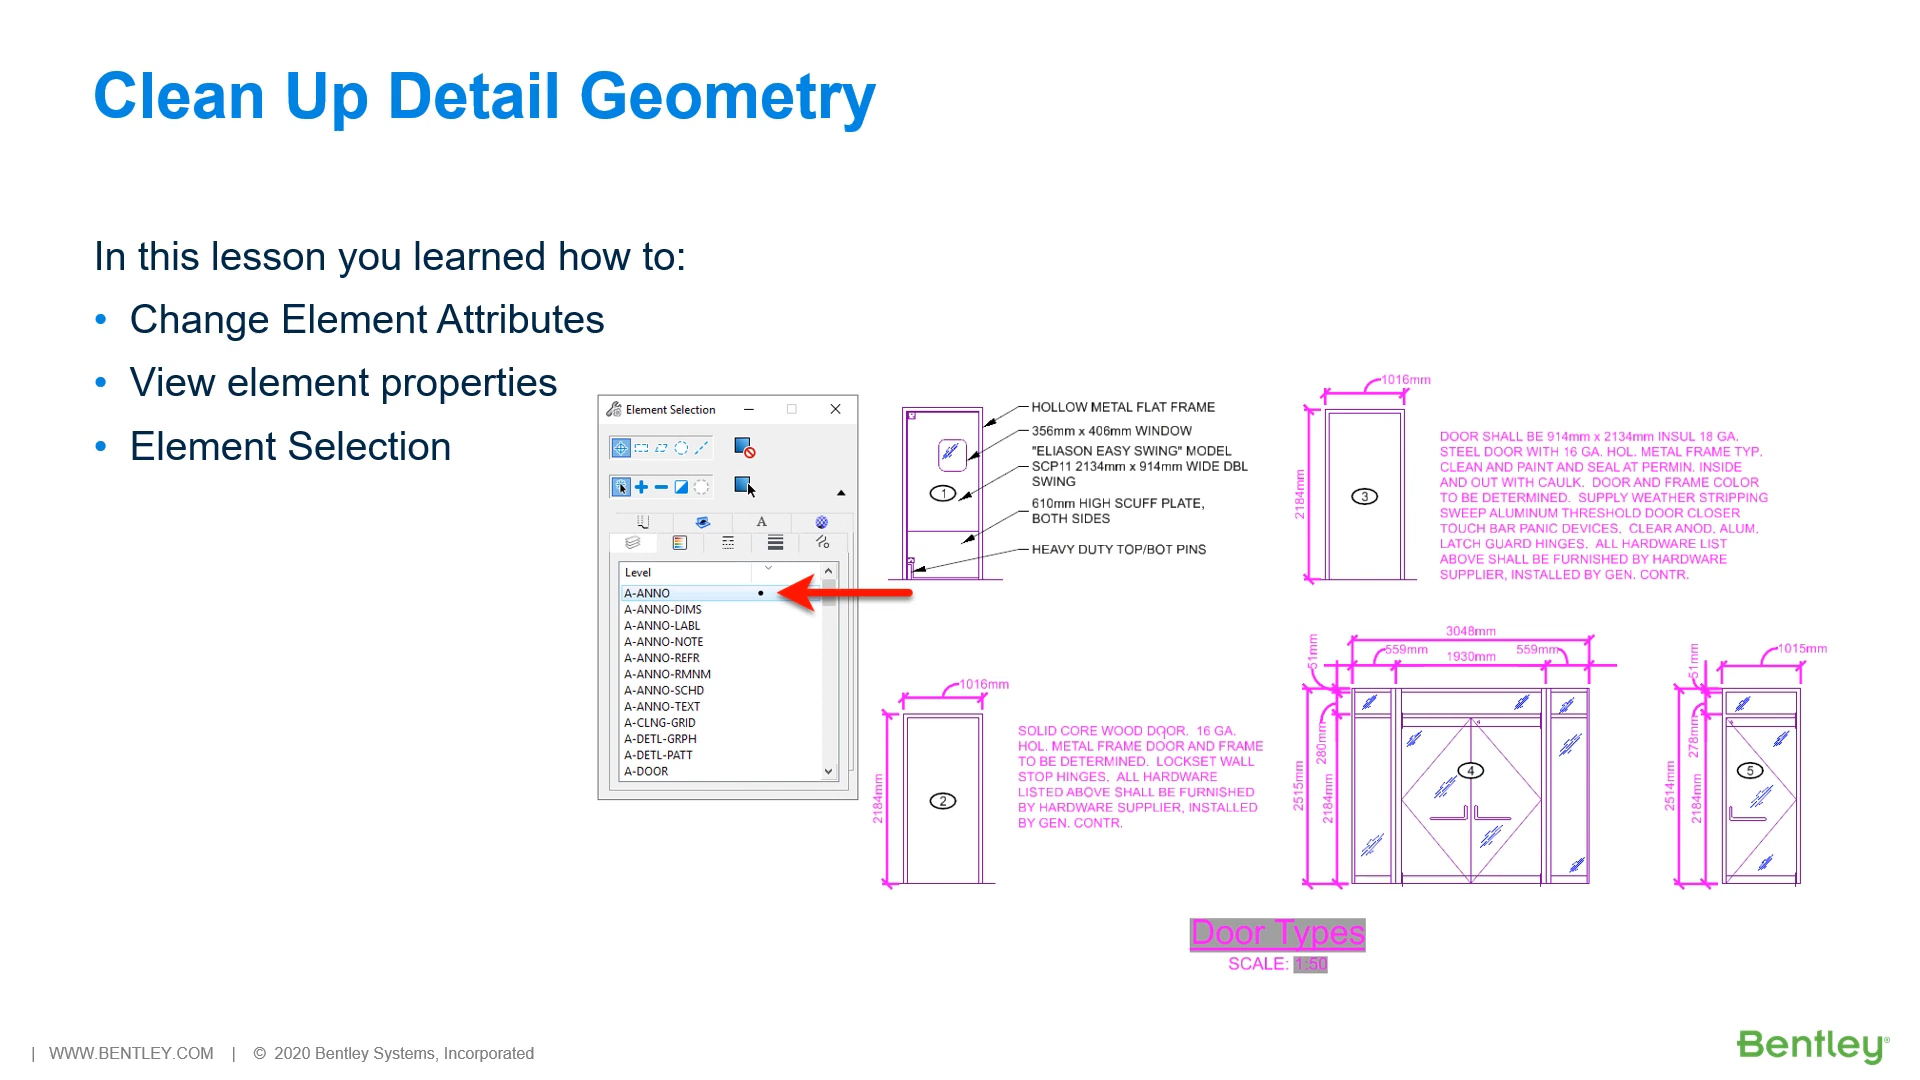 Clean Up Detail Geometry
In this lesson you learned how to:
• Change Element Attributes
• View element properties
• Element Selection
Element Selection
A
Level
A-ANNO
A-ANNO-DIMS
A-ANNO-LABL
A-ANNO-NOTE
A-ANNO-REFR
A-ANNO-RMNM
A-ANNO-SCHD
A-ANNO-TEXT
A-CLNG-GRID
A-DETL-GRPH
A-DETL-PATT
A-DOOR
HOLLOW METAL FLAT FRAME
356mm x 406mm WINDOW
"ELIASON EASY SWING" MODEL
SCP11 2134mm x 914mm WIDE DBL
SWING
610mm HIGH SCUFF PLATE,
BOTH SIDES
HEAVY DUTY TOP/BOT PINS
1
1016mm
2184mm
3
DOOR SHALL BE 914mm x 2134mm INSUL 18 GA.
STEEL DOOR WITH 16 GA. HOL. METAL FRAME TYP.
CLEAN AND PAINT AND SEAL AT PERMIN. INSIDE
AND OUT WITH CAULK. DOOR AND FRAME COLOR
TO BE DETERMINED. SUPPLY WEATHER STRIPPING
SWEEP ALUMINUM THRESHOLD DOOR CLOSER
TOUCH BAR PANIC DEVICES. CLEAR ANOD. ALUM.
LATCH GUARD HINGES. ALL HARDWARE LIST
ABOVE SHALL BE FURNISHED BY HARDWARE
SUPPLIER, INSTALLED BY GEN. CONTR.
1016mm
2184mm
2
SOLID CORE WOOD DOOR. 16 GA.
HOL. METAL FRAME DOOR AND FRAME
TO BE DETERMINED. LOCKSET WALL
STOP HINGES. ALL HARDWARE
LISTED ABOVE SHALL BE FURNISHED
BY HARDWARE SUPPLIER, INSTALLED
BY GEN. CONTR.
3048mm
559mm
1930mm
559mm
51mm
280mm
2515mm
2184mm
4
1015mm
51mm
278mm
2514mm
2184mm
5
Door Types
SCALE: 1:50
| WWW.BENTLEY.COM | © 2020 Bentley Systems, Incorporated
Bentley®